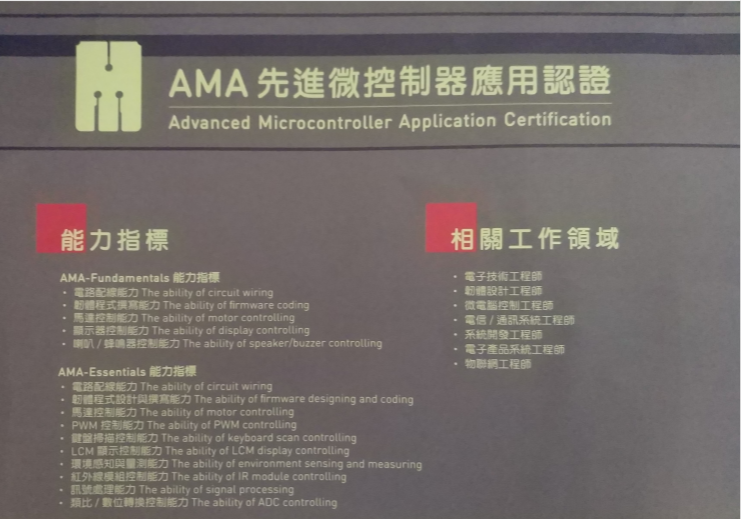 AMA 先進微控制器應用認證
Advanced Microcontroller Application Certification
能力指標
AMA-Fundamentals 能力指標
・電路配線能力 The ability of circuit wiring
・韌體程式撰寫能力 The ability of firmware coding
・馬達控制能力 The ability of motor controlling
・顯示器控制能力 The ability of display controlling
・喇叭 / 蜂鳴器控制能力 The ability of speaker/buzzer controlling
AMA-Essentials 能力指標
・電路配線能力 The ability of circuit wiring
・韌體程式設計與撰寫能力 The ability of firmware designing and coding
・馬達控制能力 The ability of motor controlling
・PWM 控制能力 The ability of PWM controlling
・鍵盤掃描控制能力 The ability of keyboard scan controlling
・LCM 顯示控制能力 The ability of LCM display controlling
・環境感知與量測能力 The ability of environment sensing and measuring
・紅外線模組控制能力 The ability of IR module controlling
・訊號處理能力 The ability of signal processing
・類比 / 數位轉換控制能力 The ability of ADC controlling
相關工作領域
・電子技術工程師
・韌體設計工程師
・微電腦控制工程師
・電信 / 通訊系統工程師
・系統開發工程師
・電子產品系統工程師
・物聯網工程師